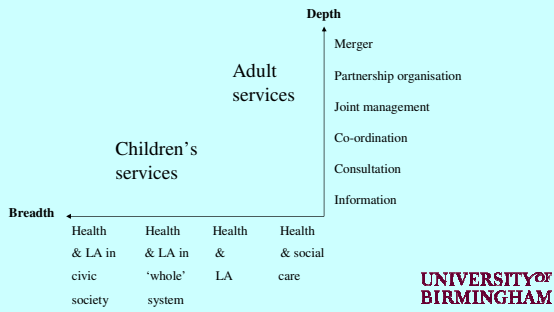 Depth
Merger
Adult
services
Partnership organisation
Joint management
Co-ordination
Children’s
services
Consultation
Information
Breadth
Health
& LA in
civic
society
Health
& LA in
‘whole’
system
Health
&
LA
Health
& social
care
UNIVERSITY OF
BIRMINGHAM